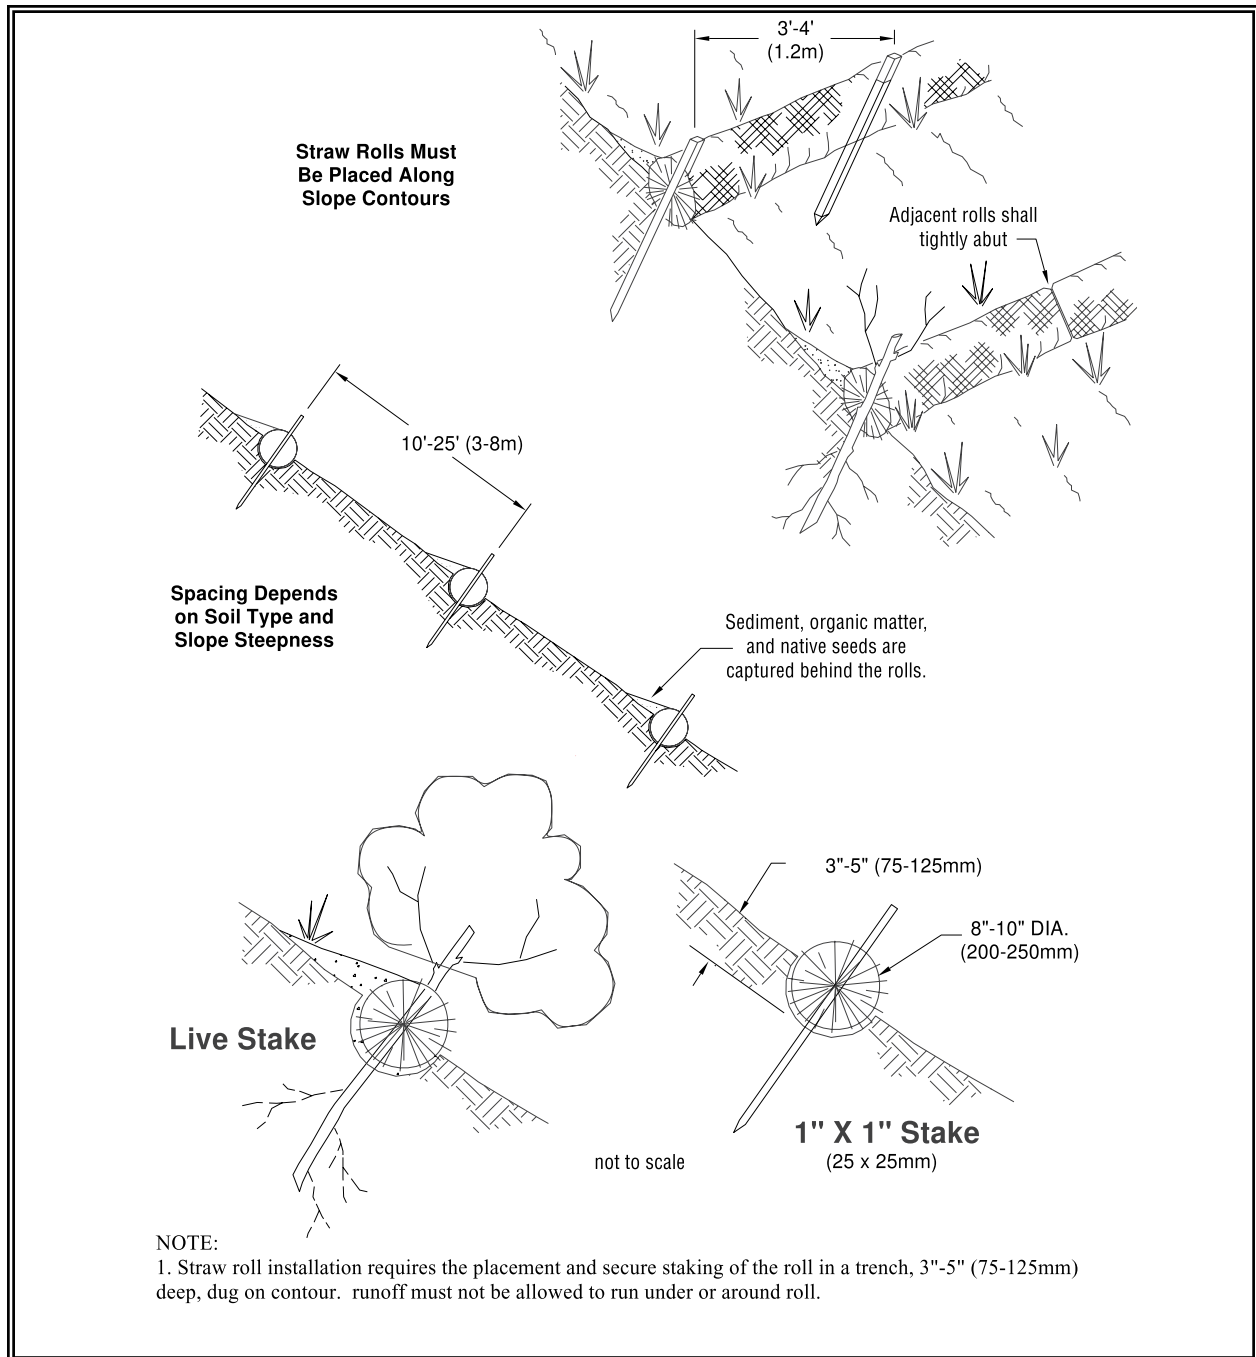 3'-4'
(1.2m)
Straw Rolls Must
Be Placed Along
Slope Contours
Adjacent rolls shall
tightly abut
10'-25' (3-8m)
Spacing Depends
on Soil Type and
Slope Steepness
Sediment, organic matter,
and native seeds are
captured behind the rolls.
3"-5" (75-125mm)
8"-10" DIA.
(200-250mm)
Live Stake
1" X 1" Stake
(25 x 25mm)
not to scale
NOTE:
1. Straw roll installation requires the placement and secure staking of the roll in a trench, 3"-5" (75-125mm)
deep, dug on contour.  runoff must not be allowed to run under or around roll.